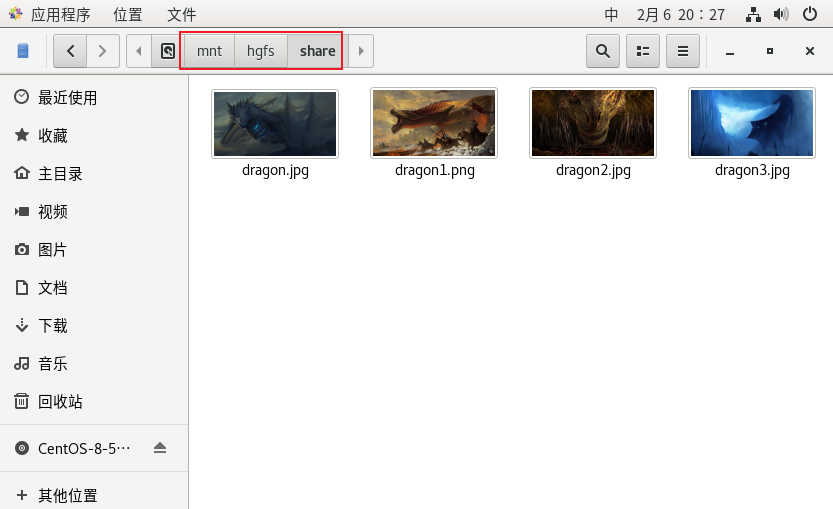 应用程序 位置 文件 中 2月 6 20：27
mnt hgfs share
最近使用
收藏
主目录
视频
图片
文档
下载
音乐
回收站
CentOS-8-5⋯
其他位置
dragon.jpg dragon1.png dragon2.jpg dragon3.jpg